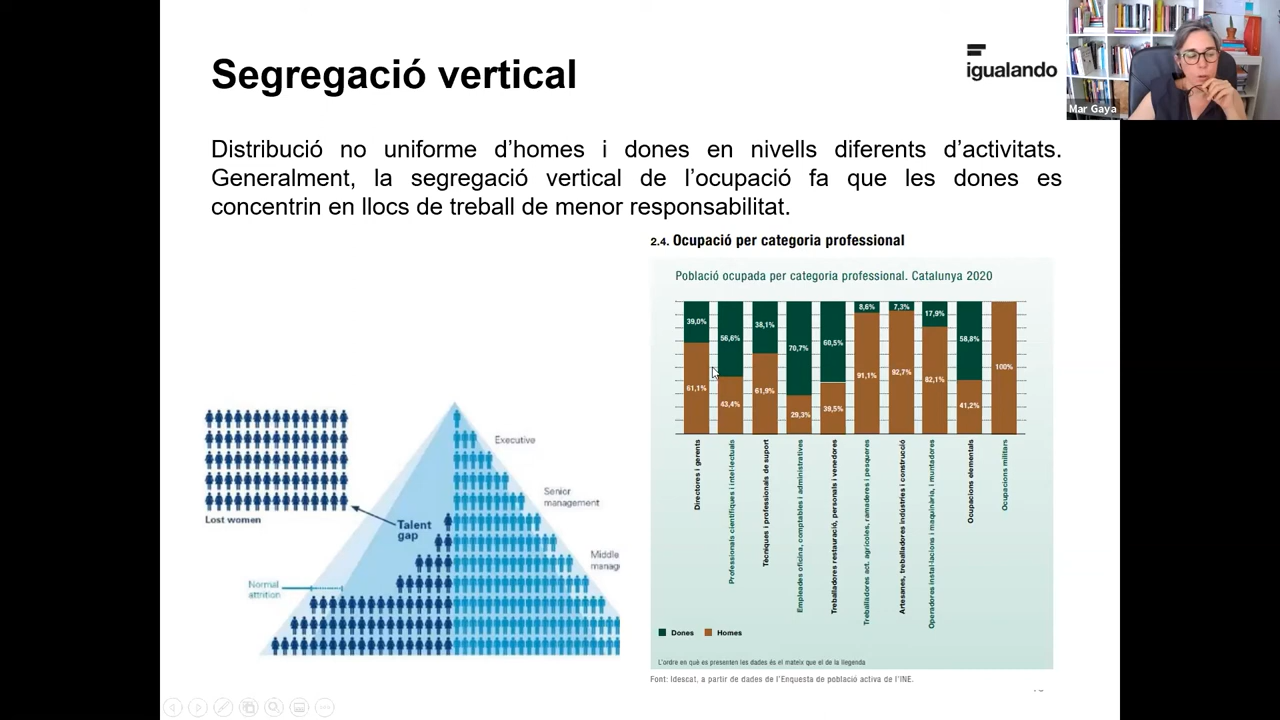 Segregació vertical
igualando
Mar Gaya
Distribució no uniforme d'homes i dones en nivells diferents d'activitats.
Generalment, la segregació vertical de l'ocupació fa que les dones es
concentrin en llocs de treball de menor responsabilitat.
2.4. Ocupació per categoria professional
Població ocupada per categoria professional. Catalunya 2020
39,0%
56,6%
38,1%
70,7%
60,5%
8,6%
7,3%
17,9%
58,8%
61,1%
43,4%
61,9%
29,3%
39,5%
91,1%
92,7%
82,1%
41,2%
100%
Directores i gerents
Professionals científiques i intel·lectuals
Tècniques i professionals de suport
Empleades oficina, comptables i administratives
Treballadores restauració, personals i venedores
Treballadores act. agrícoles, ramaderes i pesqueres
Artesanes, treballadores indústries i construcció
Operadores instal·lacions i maquinària, i muntadores
Ocupacions elementals
Ocupacions militars
Dones
Homes
L'ordre en què es presenten les dades és el mateix que el de la llegenda
Font: Idescat, a partir de dades de l'Enquesta de població activa de l'INE.
Lost women
Talent
gap
Normal
attrition
Executive
Senior
management
Middle
manag